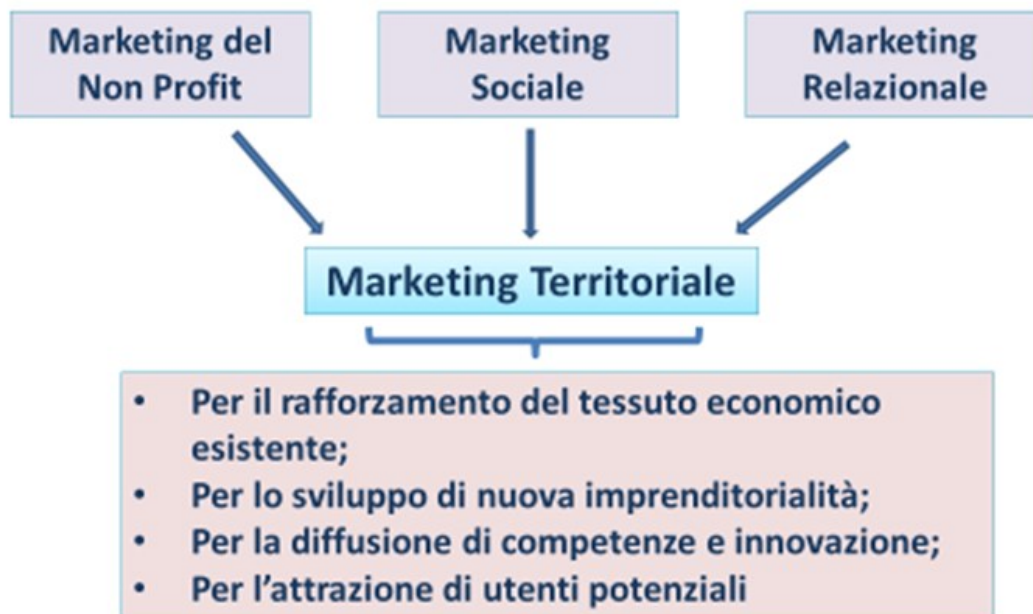 Marketing del
Non Profit
Marketing
Sociale
Marketing
Relazionale
Marketing Territoriale
• Per il rafforzamento del tessuto economico
esistente;
• Per lo sviluppo di nuova imprenditorialità;
• Per la diffusione di competenze e innovazione;
• Per l’attrazione di utenti potenziali